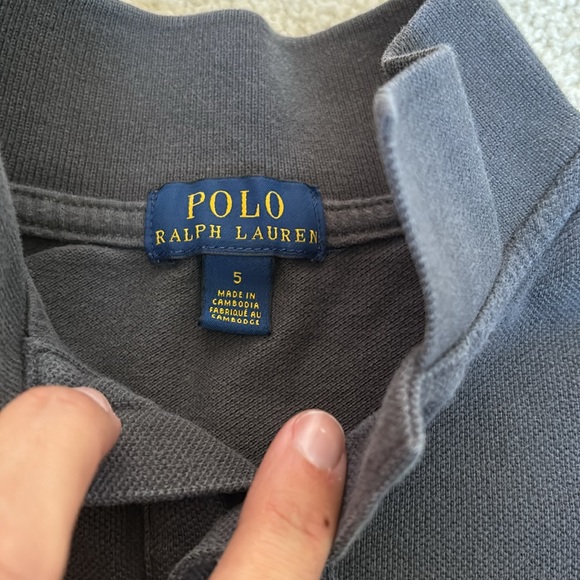 POLO
RALPH LAUREN
5
MADE IN
CAMBODIA
FABRIQUÉ AU
CAMBODGE